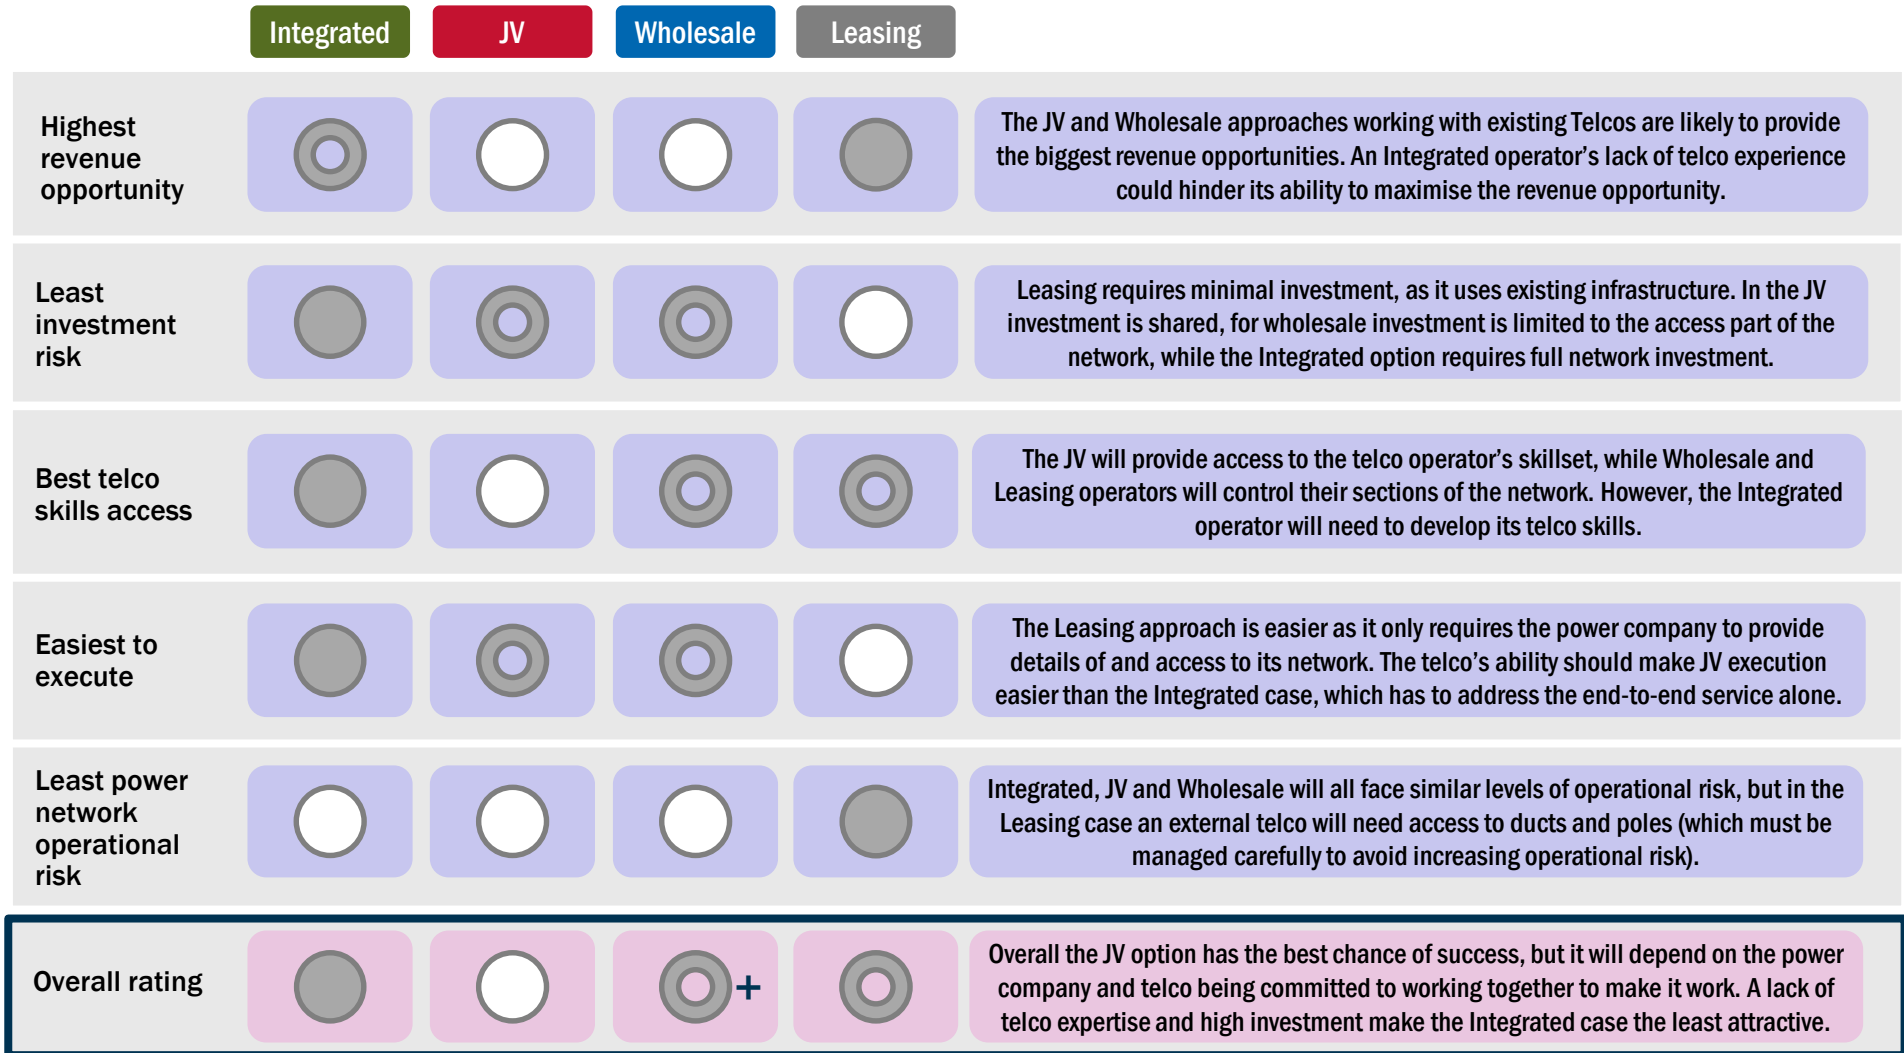 Integrated JV Wholesale Leasing
Highest
revenue
opportunity
The JV and Wholesale approaches working with existing Telcos are likely to provide
the biggest revenue opportunities. An Integrated operator's lack of telco experience
could hinder its ability to maximise the revenue opportunity.
Least
investment
risk
Leasing requires minimal investment, as it uses existing infrastructure. In the JV
investment is shared, for wholesale investment is limited to the access part of the
network, while the Integrated option requires full network investment.
Best telco
skills access
The JV will provide access to the telco operator's skillset, while Wholesale and
Leasing operators will control their sections of the network. However, the Integrated
operator will need to develop its telco skills.
Easiest to
execute
The Leasing approach is easier as it only requires the power company to provide
details of and access to its network. The telco's ability should make JV execution
easier than the Integrated case, which has to address the end-to-end service alone.
Least power
network
operational
risk
Integrated, JV and Wholesale will all face similar levels of operational risk, but in the
Leasing case an external telco will need access to ducts and poles (which must be
managed carefully to avoid increasing operational risk).
Overall rating
+
Overall the JV option has the best chance of success, but it will depend on the power
company and telco being committed to working together to make it work. A lack of
telco expertise and high investment make the Integrated case the least attractive.